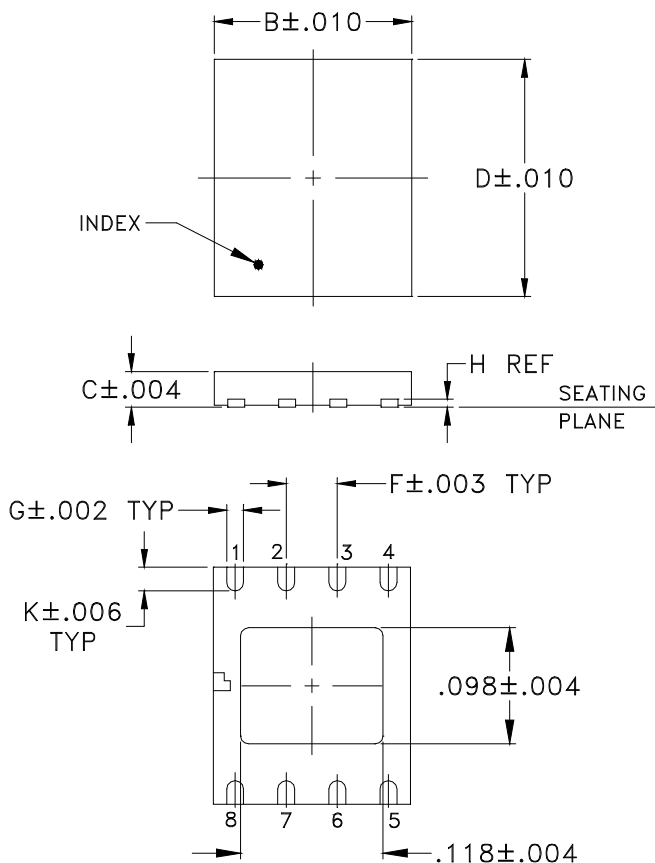 B±.010
D±.010
INDEX
H REF
C±.004
SEATING
PLANE
F±.003 TYP
G±.002 TYP
1 2 3 4
K±.006
TYP
.098±.004
8 7 6 5
.118±.004